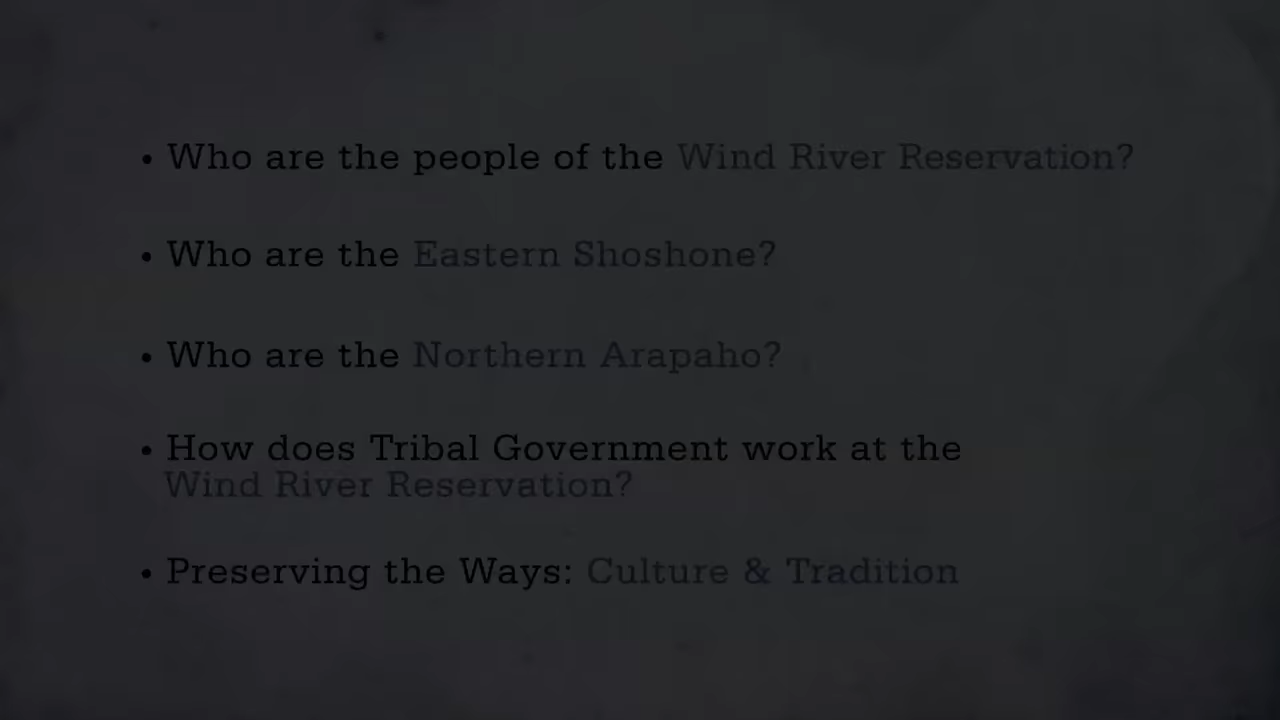 • Who are the people of the Wind River Reservation?
• Who are the Eastern Shoshone?
• Who are the Northern Arapaho?
• How does Tribal Government work at the
Wind River Reservation?
• Preserving the Ways: Culture & Tradition